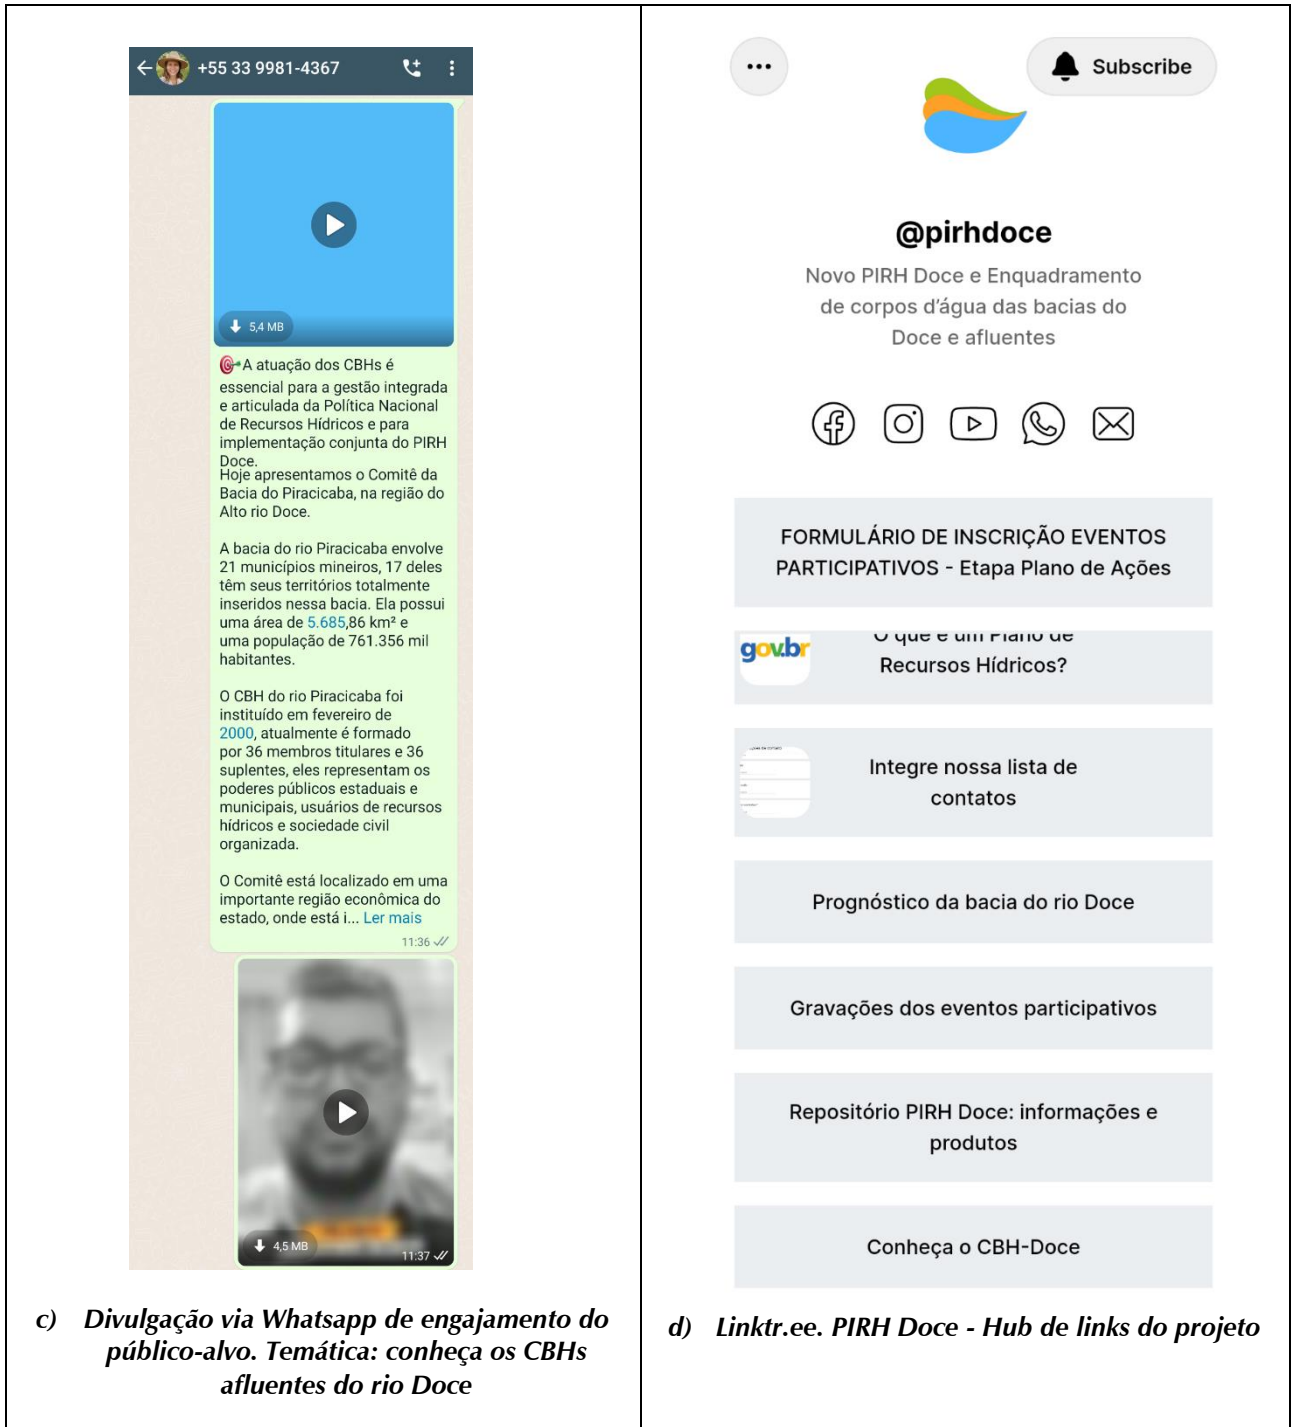 +55 33 9981-4367
5,4 MB
A atuação dos CBHs é
essencial para a gestão integrada
e articulada da Política Nacional
de Recursos Hídricos e para
implementação conjunta do PIRH
Doce.
Hoje apresentamos o Comitê da
Bacia do Piracicaba, na região do
Alto rio Doce.
A bacia do rio Piracicaba envolve
21 municípios mineiros, 17 deles
têm seus territórios totalmente
inseridos nessa bacia. Ela possui
uma área de 5.685,86 km² e
uma população de 761.356 mil
habitantes.
O CBH do rio Piracicaba foi
instituído em fevereiro de
2000, atualmente é formado
por 36 membros titulares e 36
suplentes, eles representam os
poderes públicos estaduais e
municipais, usuários de recursos
hídricos e sociedade civil
organizada.
O Comitê está localizado em uma
importante região econômica do
estado, onde está i... Ler mais
11:36
4,5 MB
11:37
c) Divulgação via Whatsapp de engajamento do
público-alvo. Temática: conheça os CBHs
afluentes do rio Doce
Subscribe
@pirhdoce
Novo PIRH Doce e Enquadramento
de corpos d'água das bacias do
Doce e afluentes
FORMULÁRIO DE INSCRIÇÃO EVENTOS
PARTICIPATIVOS - Etapa Plano de Ações
gov.br
O que é um Plano de
Recursos Hídricos?
Integre nossa lista de
contatos
Prognóstico da bacia do rio Doce
Gravações dos eventos participativos
Repositório PIRH Doce: informações e
produtos
Conheça o CBH-Doce
d) Linktr.ee. PIRH Doce - Hub de links do projeto